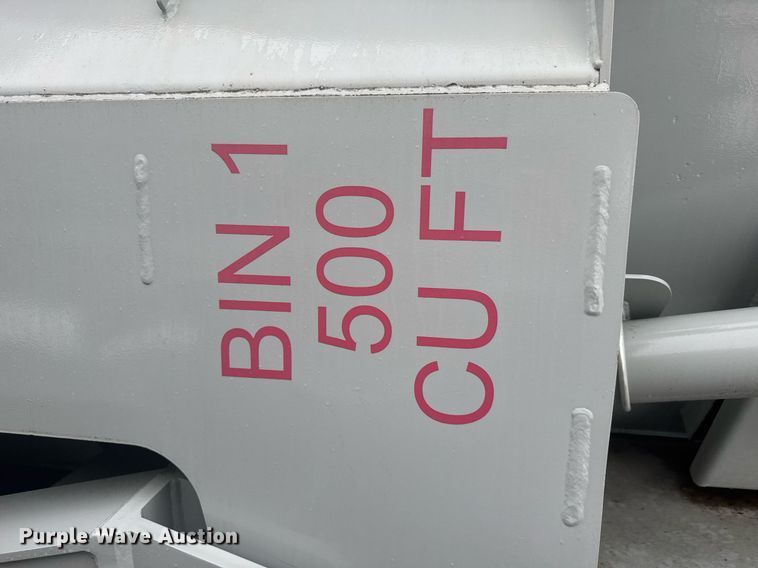 BIN 1
500
CU FT
Purple Wave Auction